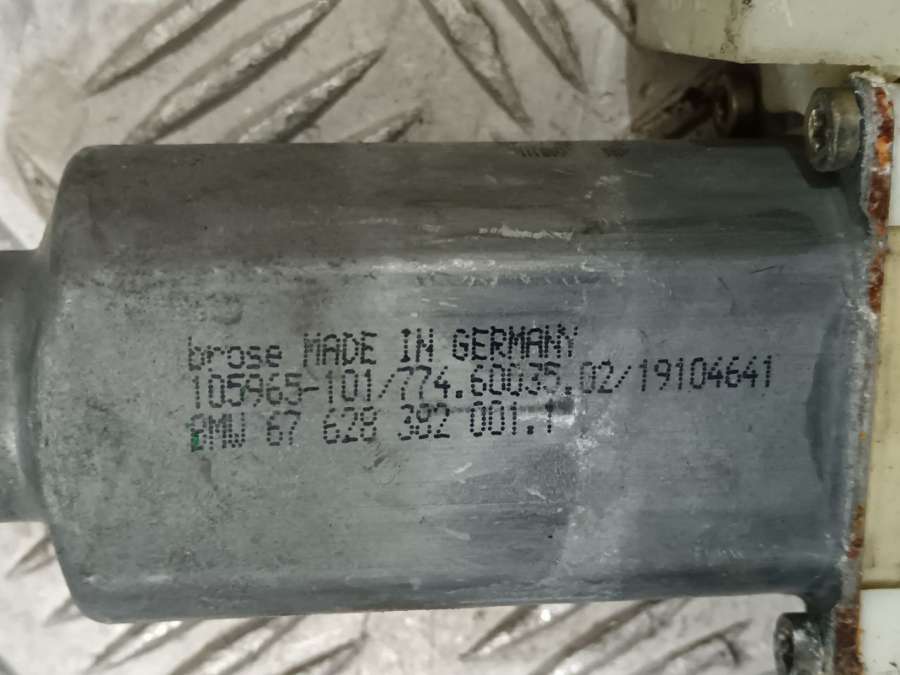 brose MADE IN GERMANY
105965-101/774.60035.02/19104641
BMW 67 628 382 001.1